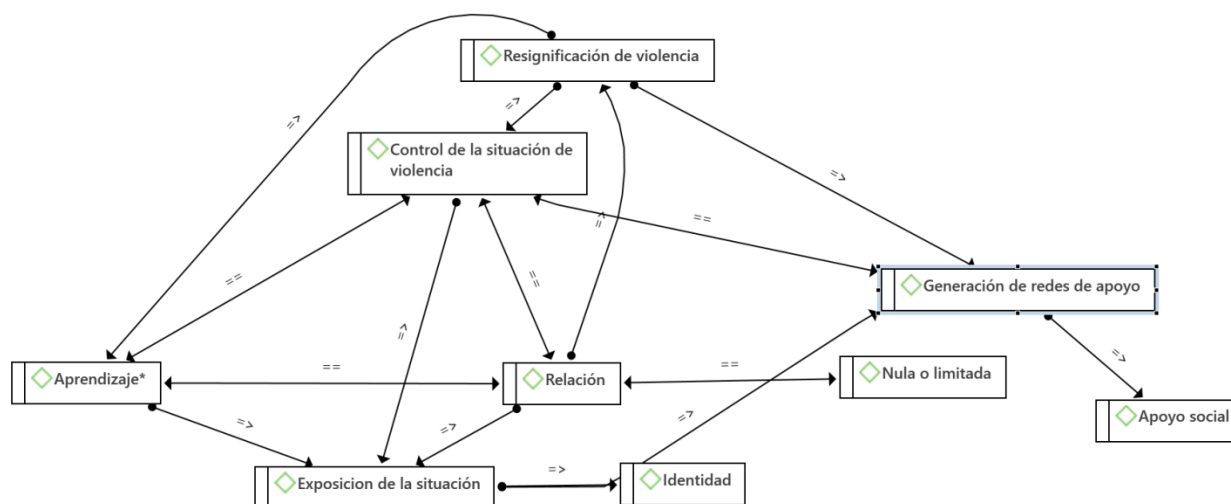 Resignificación de violencia
=>
=>
Control de la situación de
violencia
=>
==
=>
==
Generación de redes de apoyo
==
==
=>
=>
Aprendizaje*
==
Relación
==
Nula o limitada
Apoyo social
=>
=>
=>
Exposicion de la situación
=>
Identidad